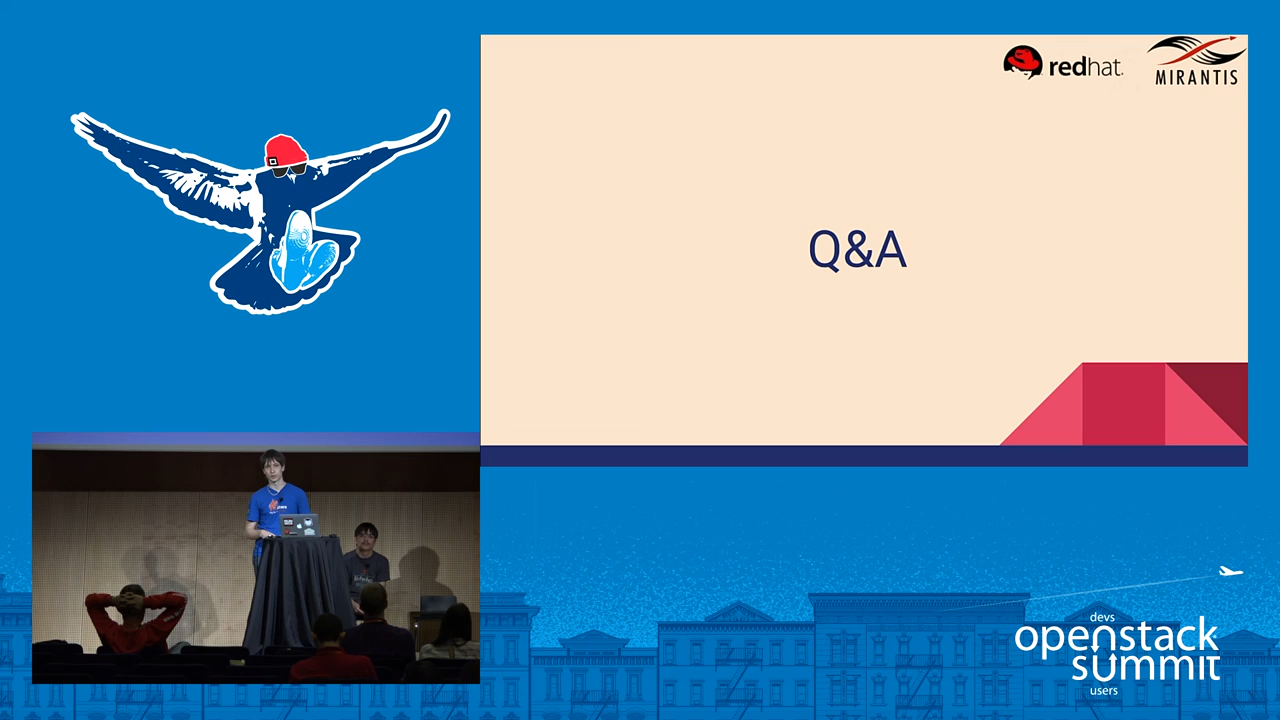 redhat.
MIRANTIS
Q&A
devs
openstack
summit
users